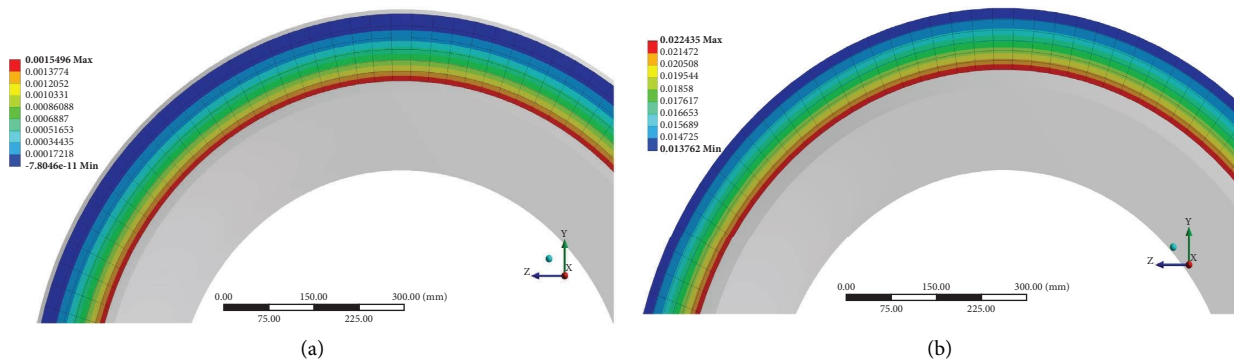 0.0015496 Max
0.0013774
0.0012052
0.0010331
0.00086088
0.0006887
0.00051653
0.00034435
0.00017218
-7.8046e-11 Min
Y
Z
X
0.00 150.00 300.00 (mm)
75.00 225.00
(a)
0.022435 Max
0.021472
0.020508
0.019544
0.01858
0.017617
0.01653
0.015689
0.014725
0.013762 Min
Y
Z
X
0.00 150.00 300.00 (mm)
75.00 225.00
(b)